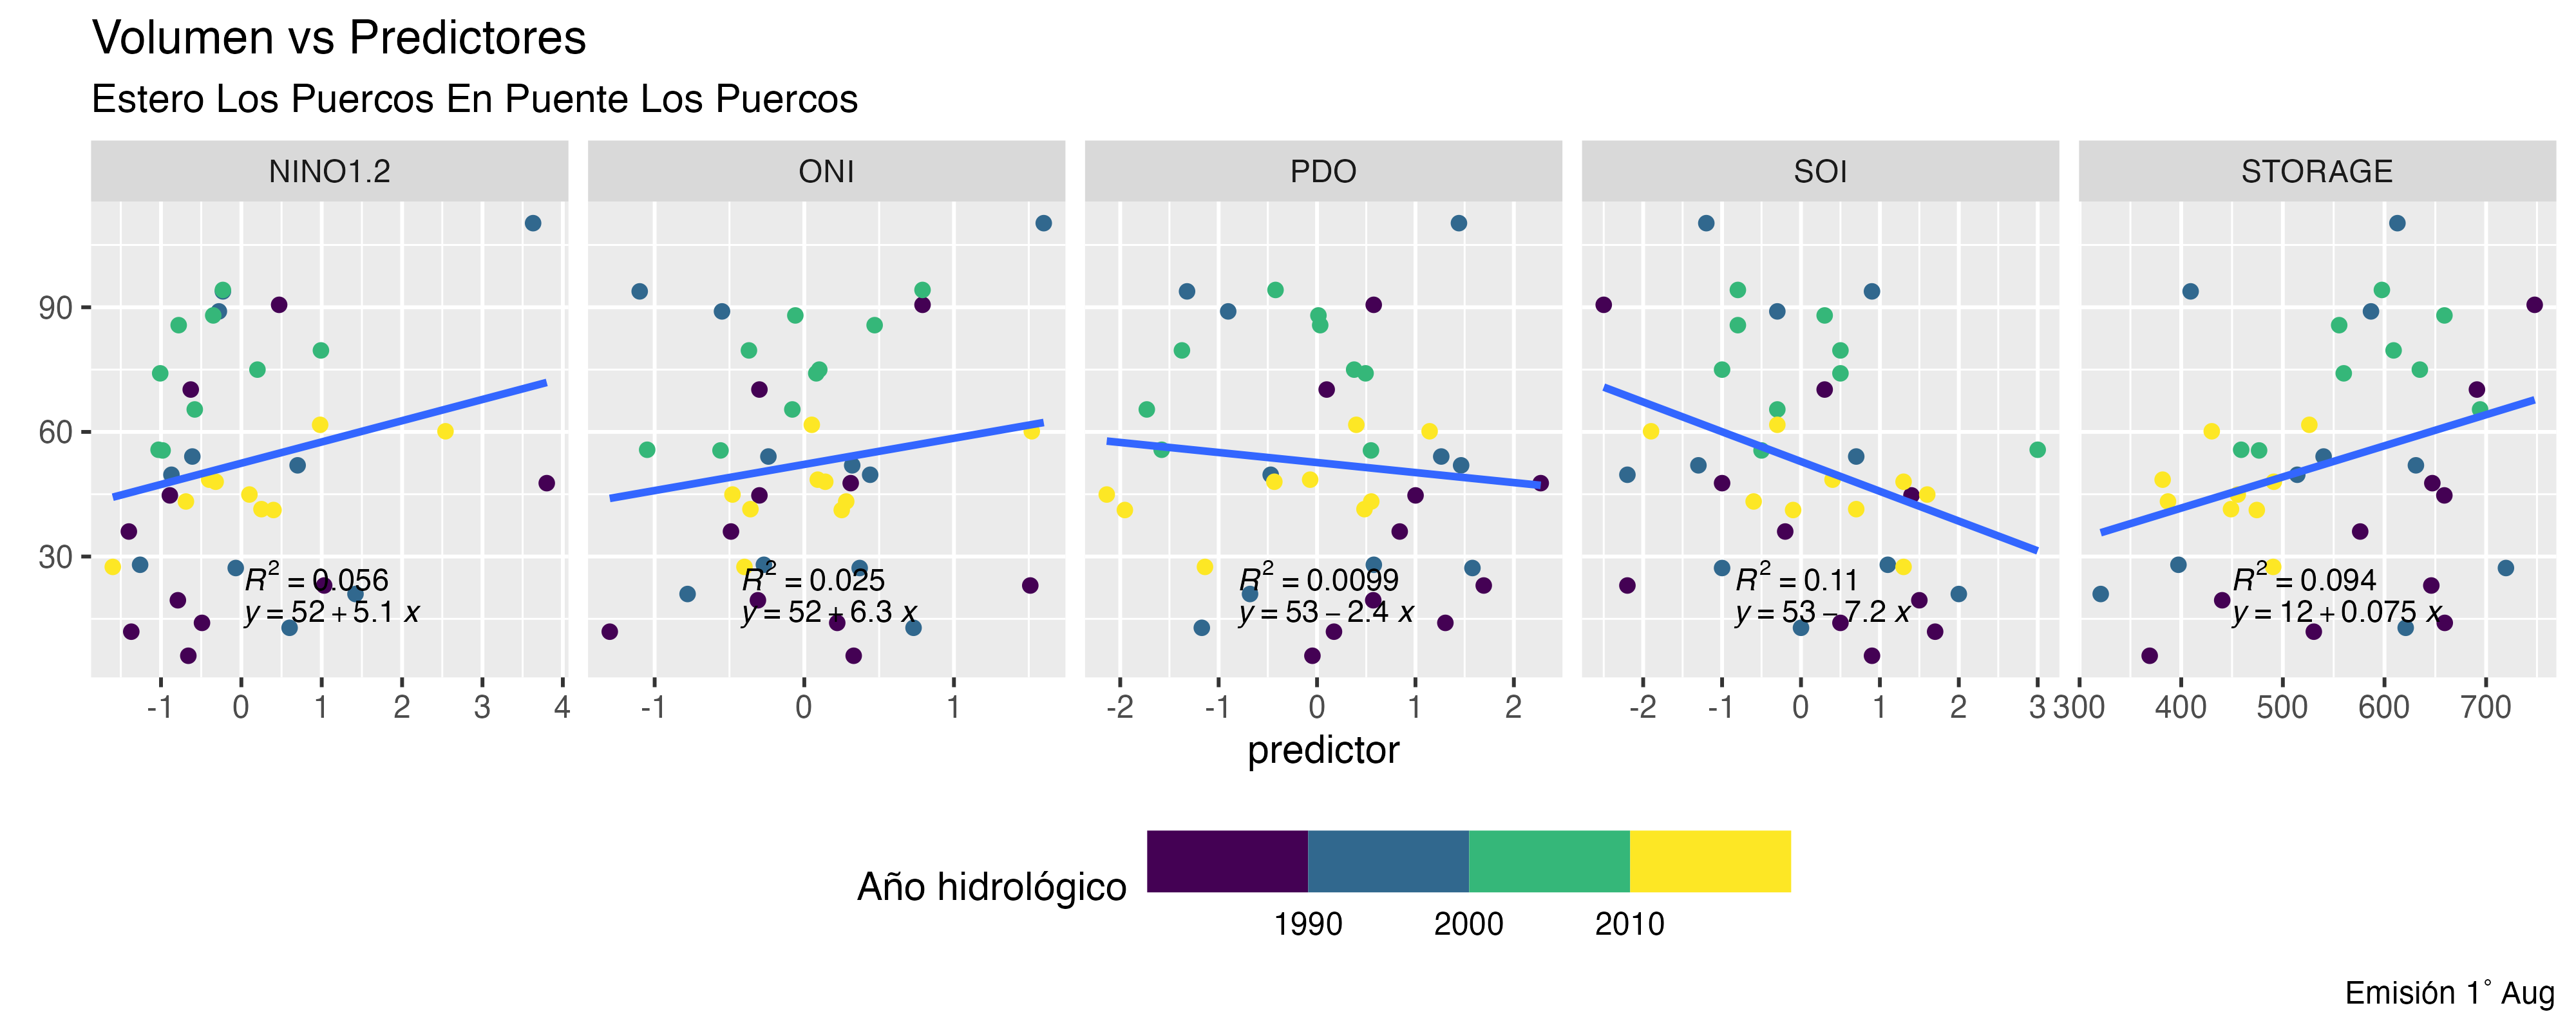 Volumen vs Predictores
Estero Los Puercos En Puente Los Puercos
NINO1.2 ONI PDO SOI STORAGE
90
60
30
R² = 0.056 R² = 0.025 R² = 0.0099 R² = 0.11 R² = 0.094
y = 52 + 5.1 x y = 52 + 6.3 x y = 53 − 2.4 x y = 53 − 7.2 x y = 12 + 0.075 x
-1 0 1 2 3 4 -1 0 1 -2 -1 0 1 2 -2 -1 0 1 2 3 300 400 500 600 700
predictor
Año hidrológico
1990 2000 2010
Emisión 1° Aug